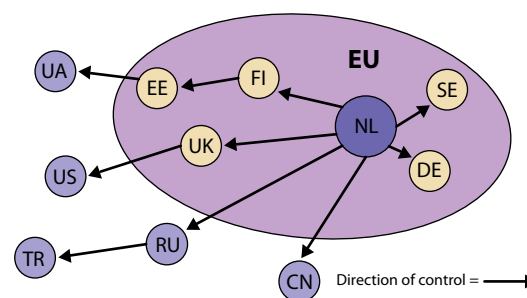 EU
UA
EE
FI
SE
NL
UK
DE
US
RU
TR
CN
Direction of control =